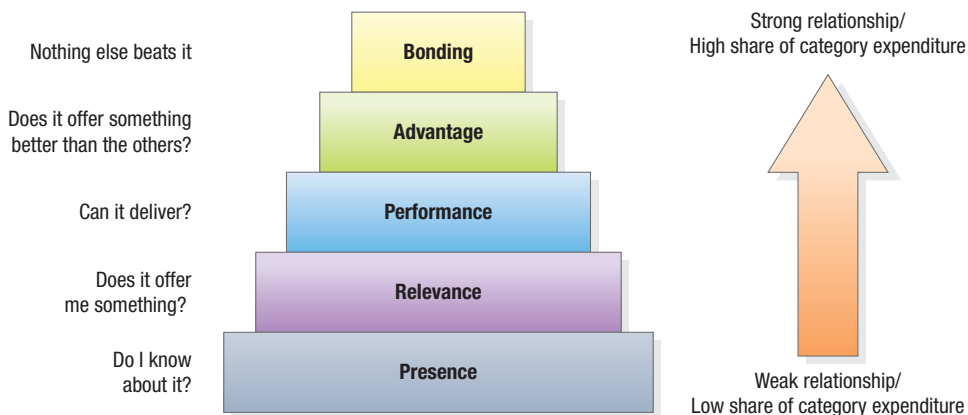 Nothing else beats it
Bonding
Strong relationship/
High share of category expenditure
Does it offer something
better than the others?
Advantage
Can it deliver?
Performance
Does it offer
me something?
Relevance
Do I know
about it?
Presence
Weak relationship/
Low share of category expenditure